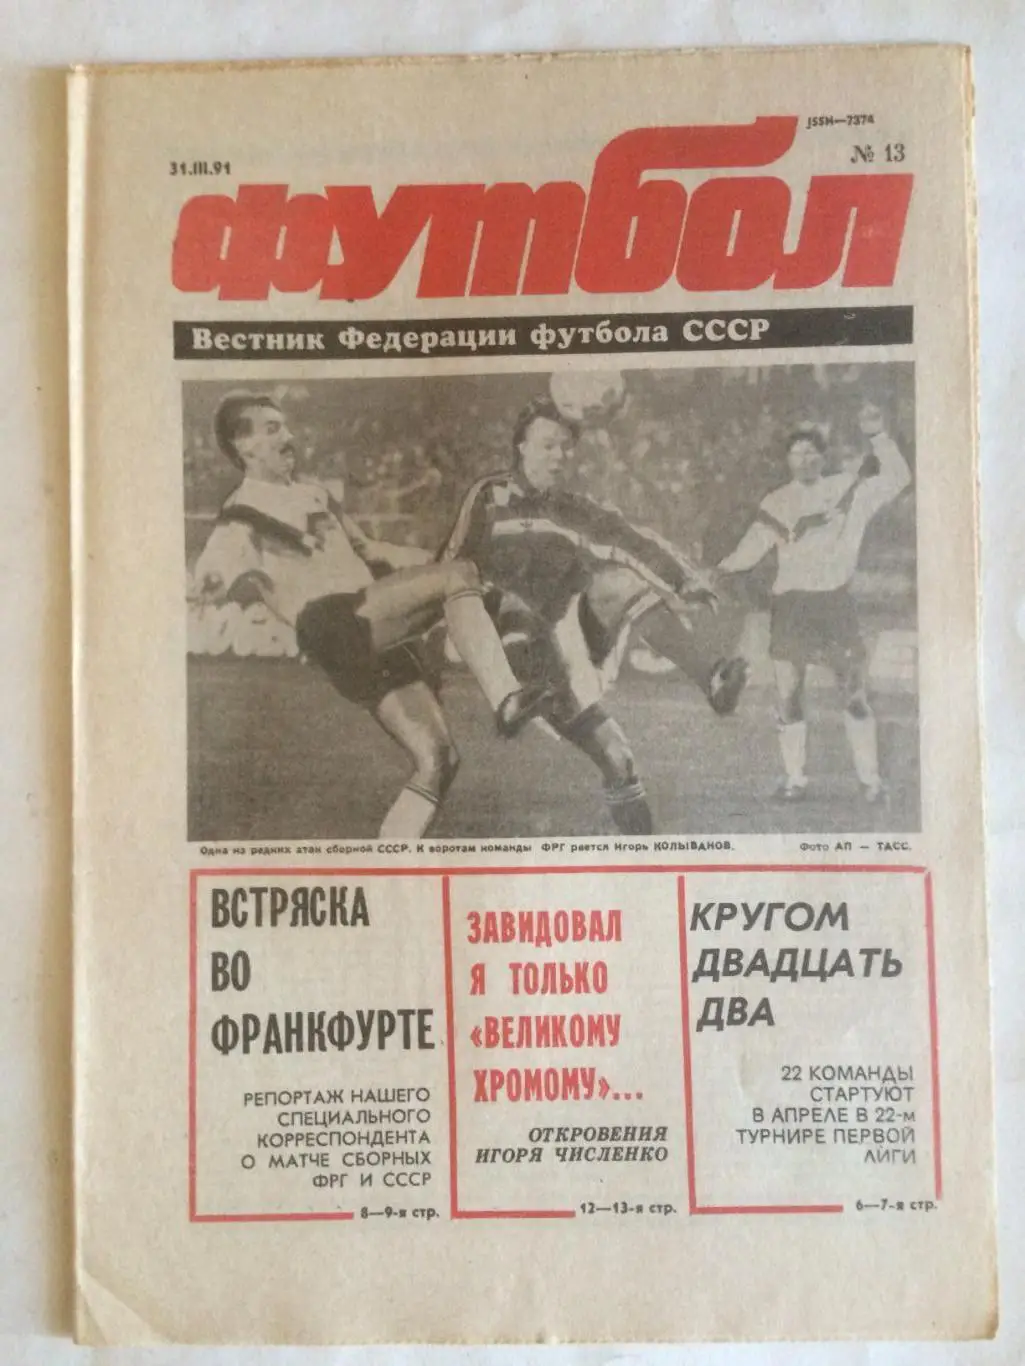 JSSN—7374
31.III.91
№ 13
футбол
Вестник Федерации футбола СССР
Одна из редких атак сборной СССР. К воротам команды ФРГ рвется Игорь КОЛЫВАНОВ. Фото АП — ТАСС.
ВСТРЯСКА
ВО
ФРАНКФУРТЕ
РЕПОРТАЖ НАШЕГО
СПЕЦИАЛЬНОГО
КОРРЕСПОНДЕНТА
О МАТЧЕ СБОРНЫХ
ФРГ И СССР
8—9-я стр.
ЗАВИДОВАЛ
Я ТОЛЬКО
«ВЕЛИКОМУ
ХРОМОМУ»...
ОТКРОВЕНИЯ
ИГОРЯ ЧИСЛЕНКО
12—13-я стр.
КРУГОМ
ДВАДЦАТЬ
ДВА
22 КОМАНДЫ
СТАРТУЮТ
В АПРЕЛЕ В 22-м
ТУРНИРЕ ПЕРВОЙ
ЛИГИ
6—7-я стр.